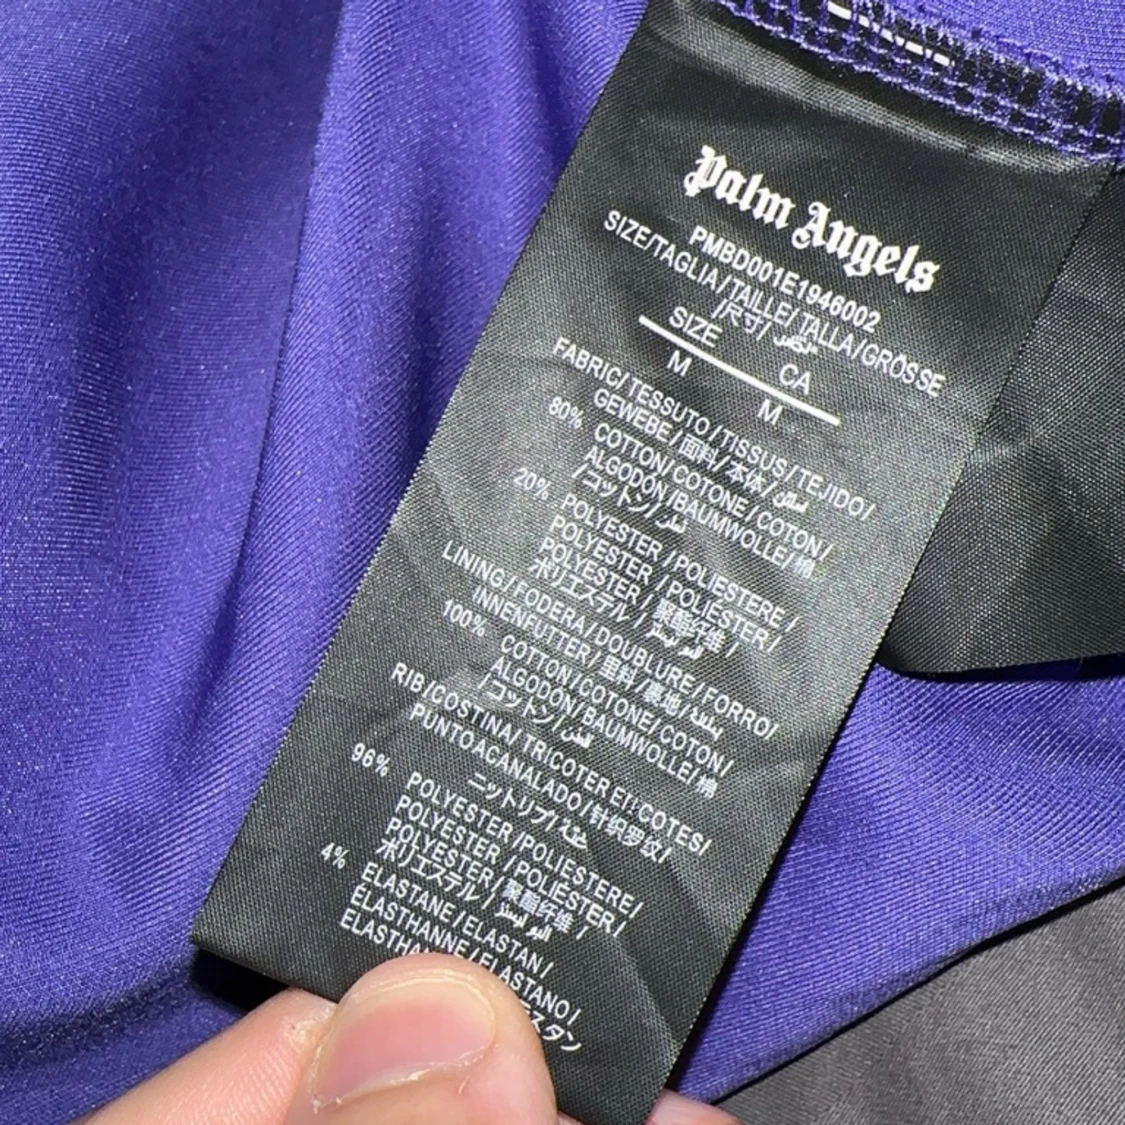 Palm Angels
PMBD001E1946002
SIZE/TAGLIA/TAILLE/TALLA/GRÖSSE
/尺寸/
SIZE CA
M M
FABRIC/TESSUTO/TISSUS/TEJIDO/
GEWEBE/面料/本体/
80% COTTON/COTONE/COTON/
ALGODÓN/BAUMWOLLE/棉
/コットン/قطن
20% POLYESTER/POLIESTERE/
POLYESTER/POLIÉSTER/
POLYESTER/聚酯纤维/
ポリエステル/
LINING/FODERA/DOUBLURE/FORRO/
INNENFUTTER/里料/裏地/
100% COTTON/COTONE/COTON/
ALGODÓN/BAUMWOLLE/棉
/コットン/قطن
RIB/COSTINA/TRICOTER ET COTES/
PUNTO ACANALADO/针织罗纹/
ニットリブ/
96% POLYESTER/POLIESTERE/
POLYESTER/POLIÉSTER/
POLYESTER/聚酯纤维/
ポリエステル/
4% ELASTANE/ELASTAN/
ELASTHANNE/ELASTANO/